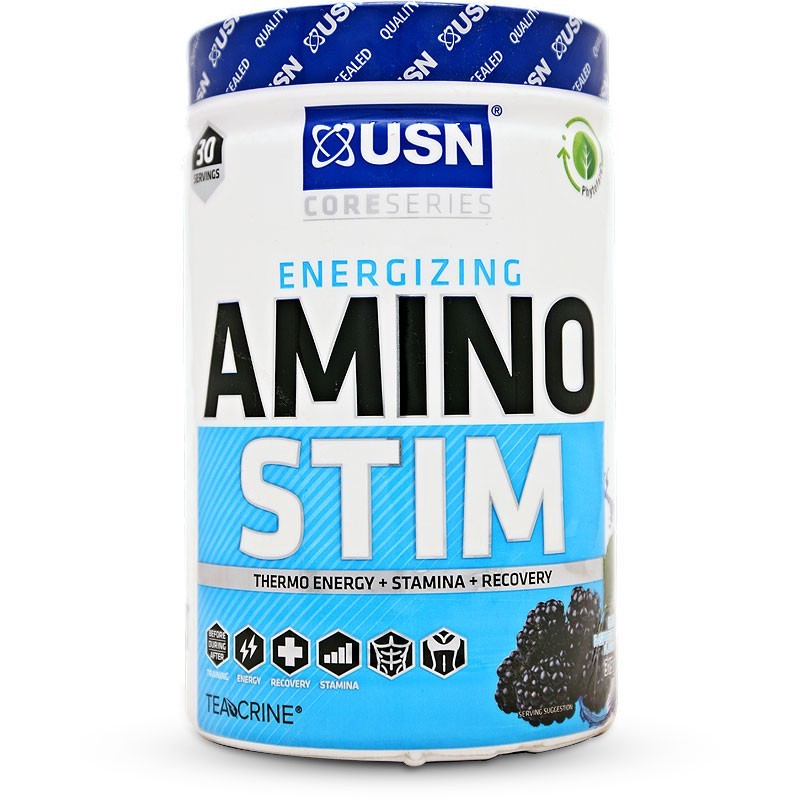 USN QUALITY SEALED
USN QUALITY SEALED
USN
30
SERVINGS
USN®
CORESERIES
ENERGIZING
AMINO
STIM
THERMO ENERGY + STAMINA + RECOVERY
BEFORE
DURING
AFTER
TRAINING
ENERGY
RECOVERY
STAMINA
SERVING SUGGESTION
TEACRINE®